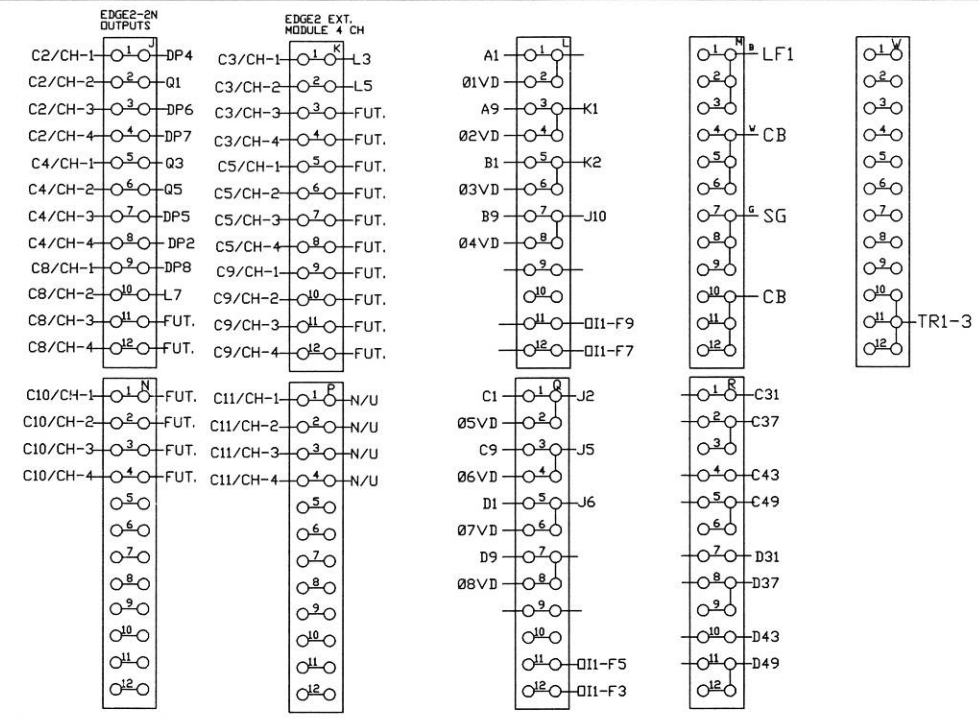 EDGE2-2N
OUTPUTS
J
C2/CH-1 1 DP4
C2/CH-2 2 Q1
C2/CH-3 3 DP6
C2/CH-4 4 DP7
C4/CH-1 5 Q3
C4/CH-2 6 Q5
C4/CH-3 7 DP5
C4/CH-4 8 DP2
C8/CH-1 9 DP8
C8/CH-2 10 L7
C8/CH-3 11 FUT.
C8/CH-4 12 FUT.
EDGE2 EXT.
MODULE 4 CH
K
C3/CH-1 1 L3
C3/CH-2 2 L5
C3/CH-3 3 FUT.
C3/CH-4 4 FUT.
C5/CH-1 5 FUT.
C5/CH-2 6 FUT.
C5/CH-3 7 FUT.
C5/CH-4 8 FUT.
C9/CH-1 9 FUT.
C9/CH-2 10 FUT.
C9/CH-3 11 FUT.
C9/CH-4 12 FUT.
L
A1 1
Ø1VD 2
A9 3 K1
Ø2VD 4
B1 5 K2
Ø3VD 6
B9 7 J10
Ø4VD 8
9
10
11 OI1-F9
12 OI1-F7
M
1 B LF1
2
3
4 W CB
5
6
7 G SG
8
9
10 CB
11
12
W
1
2
3
4
5
6
7
8
9
10
11 TR1-3
12
N
C10/CH-1 1 FUT.
C10/CH-2 2 FUT.
C10/CH-3 3 FUT.
C10/CH-4 4 FUT.
5
6
7
8
9
10
11
12
P
C11/CH-1 1 N/U
C11/CH-2 2 N/U
C11/CH-3 3 N/U
C11/CH-4 4 N/U
5
6
7
8
9
10
11
12
Q
C1 1 J2
Ø5VD 2
C9 3 J5
Ø6VD 4
D1 5 J6
Ø7VD 6
D9 7
Ø8VD 8
9
10
11 OI1-F5
12 OI1-F3
R
1 C31
2 C37
3
4 C43
5 C49
6
7 D31
8 D37
9
10 D43
11 D49
12